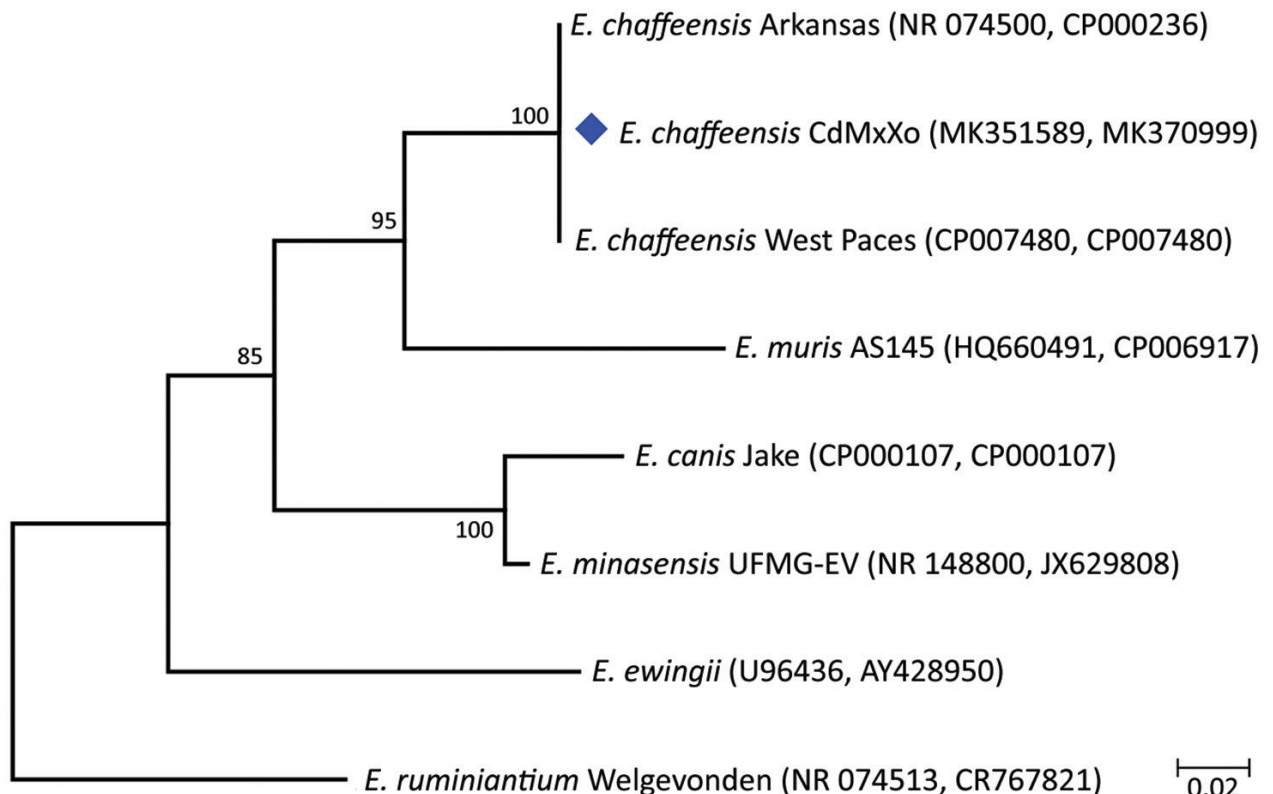 E. chaffeensis Arkansas (NR 074500, CP000236)
100
E. chaffeensis CdMxXo (MK351589, MK370999)
95
E. chaffeensis West Paces (CP007480, CP007480)
E. muris AS145 (HQ660491, CP006917)
85
E. canis Jake (CP000107, CP000107)
100
E. minasensis UFMG-EV (NR 148800, JX629808)
E. ewingii (U96436, AY428950)
E. ruminiantium Welgevonden (NR 074513, CR767821)
0.02